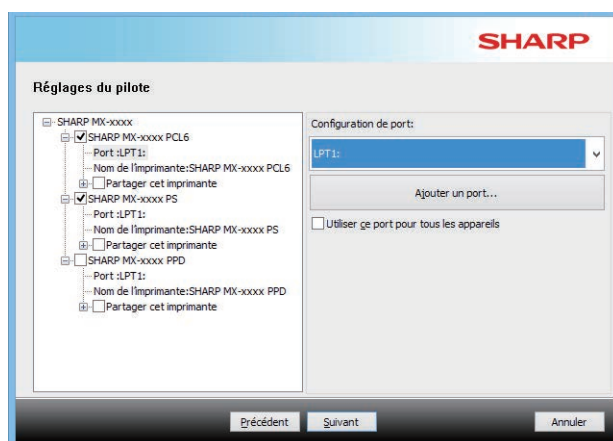 SHARP
Réglages du pilote
SHARP MX-xxxx
SHARP MX-xxxx PCL6
Port :LPT1:
Nom de l'imprimante:SHARP MX-xxxx PCL6
Partager cet imprimante
SHARP MX-xxxx PS
Port :LPT1:
Nom de l'imprimante:SHARP MX-xxxx PS
Partager cet imprimante
SHARP MX-xxxx PPD
Port :LPT1:
Nom de l'imprimante:SHARP MX-xxxx PPD
Partager cet imprimante
Configuration de port:
LPT1:
Ajouter un port...
Utiliser ce port pour tous les appareils
Précédent
Suivant
Annuler